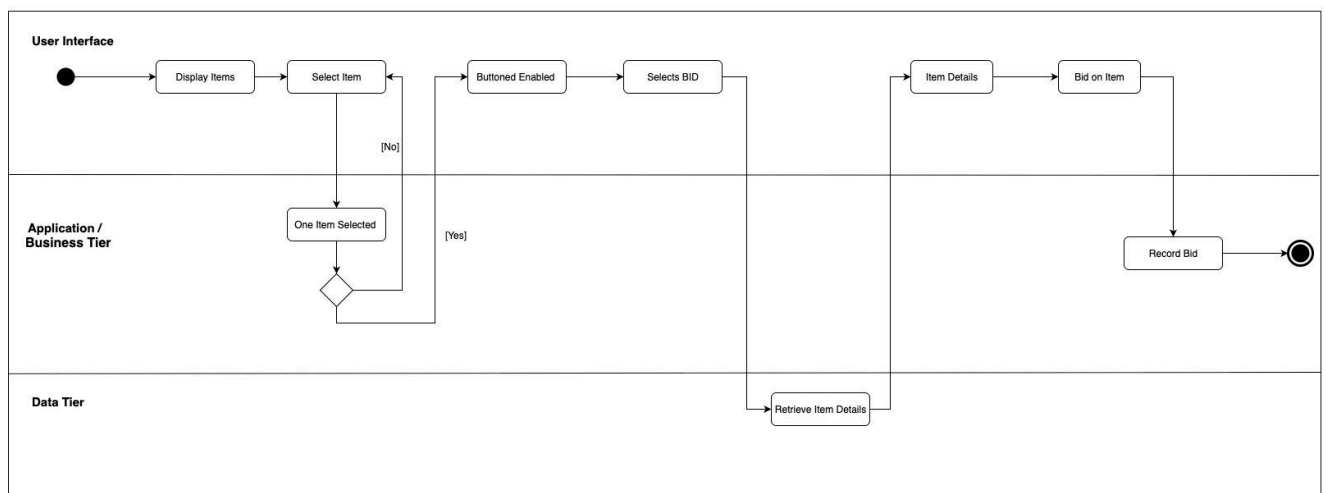 User Interface
Display Items
Select Item
Buttoned Enabled
Selects BID
Item Details
Bid on Item
[No]
Application /
Business Tier
One Item Selected
[Yes]
Record Bid
Data Tier
Retrieve Item Details